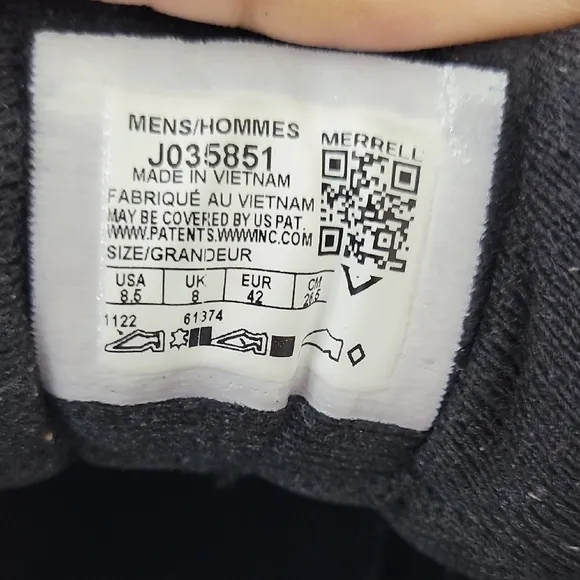 MENS/HOMMES
J035851
MADE IN VIETNAM
FABRIQUÉ AU VIETNAM
MAY BE COVERED BY US PAT.
WWW.PATENTS.WWWINC.COM
SIZE/GRANDEUR
USA UK EUR CM
8.5 8 42 26.5
1122 61374
MERRELL